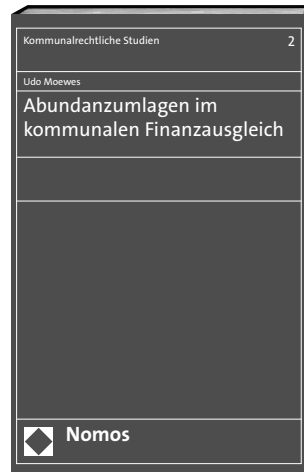 Kommunalrechtliche Studien 2
Udo Moewes
Abundanzumlagen im
kommunalen Finanzausgleich
Nomos